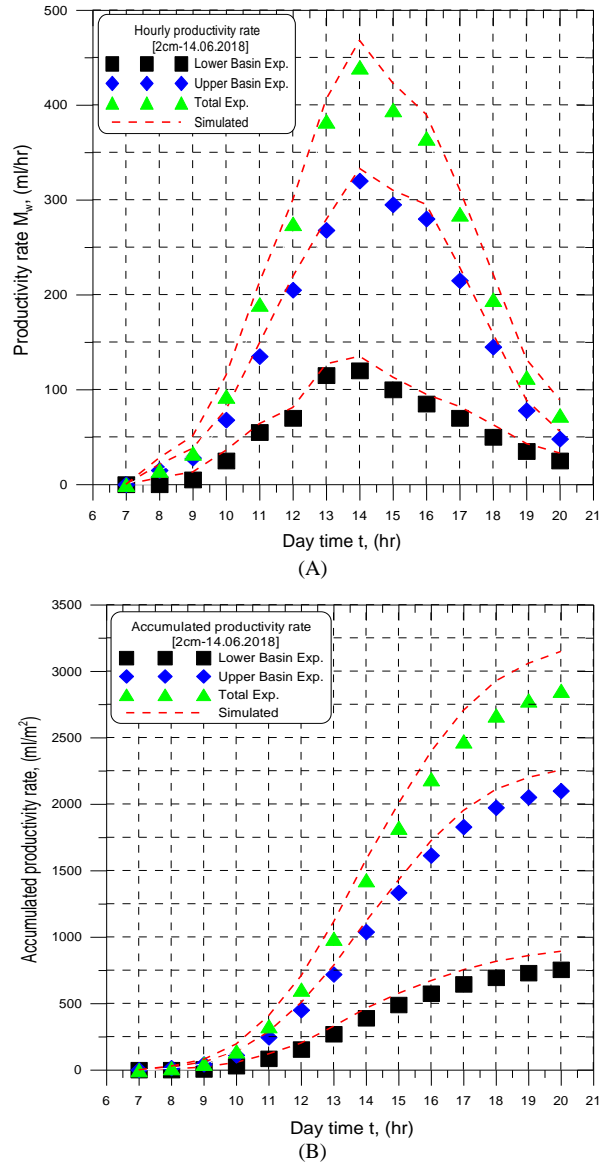 (A)
Hourly productivity rate
[2cm-14.06.2018]
Lower Basin Exp.
Upper Basin Exp.
Total Exp.
Simulated
Productivity rate Mw, (ml/hr)
500
400
300
200
100
0
6 7 8 9 10 11 12 13 14 15 16 17 18 19 20 21
Day time t, (hr)
(A)
Accumulated productivity rate
[2cm-14.06.2018]
Lower Basin Exp.
Upper Basin Exp.
Total Exp.
Simulated
Accumulated productivity rate, (ml/m²)
3500
3000
2500
2000
1500
1000
500
0
6 7 8 9 10 11 12 13 14 15 16 17 18 19 20 21
Day time t, (hr)
(B)